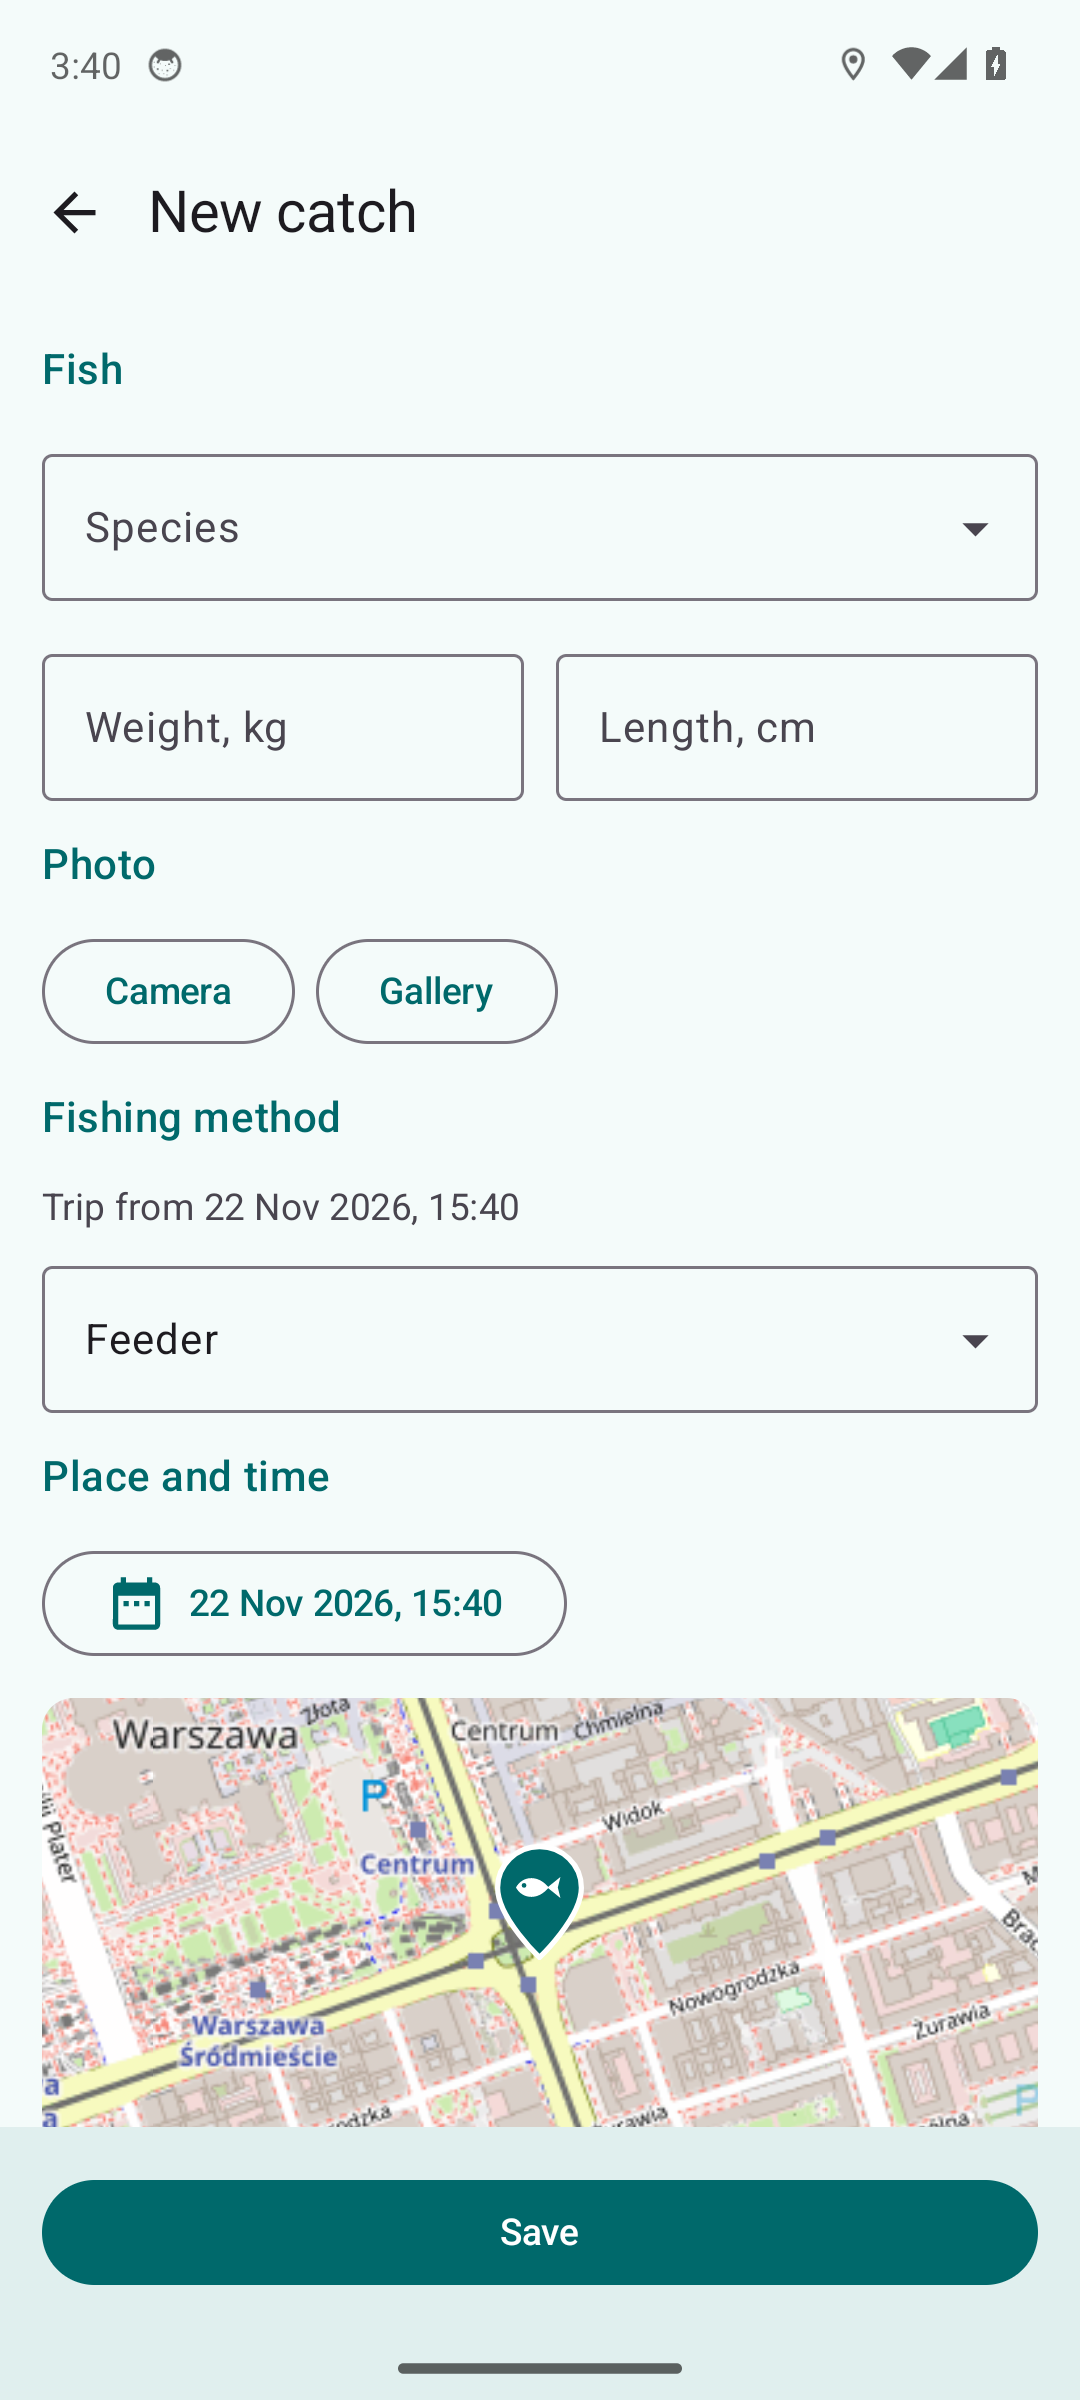 3:40
New catch
Fish
Species
Weight, kg
Length, cm
Photo
Camera
Gallery
Fishing method
Trip from 22 Nov 2026, 15:40
Feeder
Place and time
22 Nov 2026, 15:40
Warszawa
Złota
Centrum
Chmielna
P
Widok
Plater
Centrum
Nowogrodzka
Żurawia
Warszawa
Śródmieście
P
Save